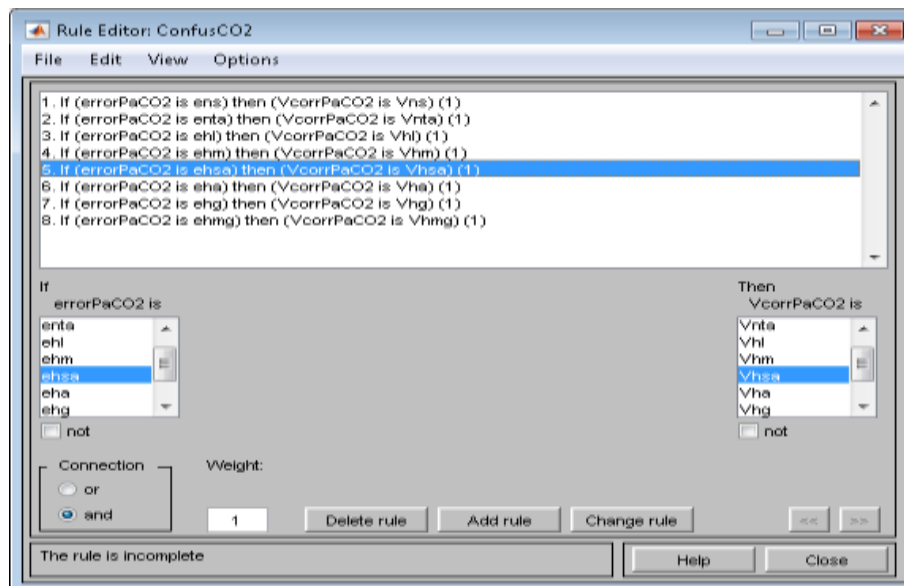 Rule Editor: ConfusCO2
File Edit View Options
1. If (errorPaCO2 is ens) then (VcorrPaCO2 is Vns) (1)
2. If (errorPaCO2 is enta) then (VcorrPaCO2 is Vnta) (1)
3. If (errorPaCO2 is ehl) then (VcorrPaCO2 is Vhl) (1)
4. If (errorPaCO2 is ehm) then (VcorrPaCO2 is Vhm) (1)
5. If (errorPaCO2 is ehsa) then (VcorrPaCO2 is Vhsa) (1)
6. If (errorPaCO2 is eha) then (VcorrPaCO2 is Vha) (1)
7. If (errorPaCO2 is ehg) then (VcorrPaCO2 is Vhg) (1)
8. If (errorPaCO2 is ehmg) then (VcorrPaCO2 is Vhmg) (1)
If
errorPaCO2 is
enta
ehl
ehm
ehsa
eha
ehg
not
Then
VcorrPaCO2 is
Vnta
Vhl
Vhm
Vhsa
Vha
Vhg
not
Connection
or
and
Weight:
1
Delete rule
Add rule
Change rule
<<
>>
The rule is incomplete
Help
Close